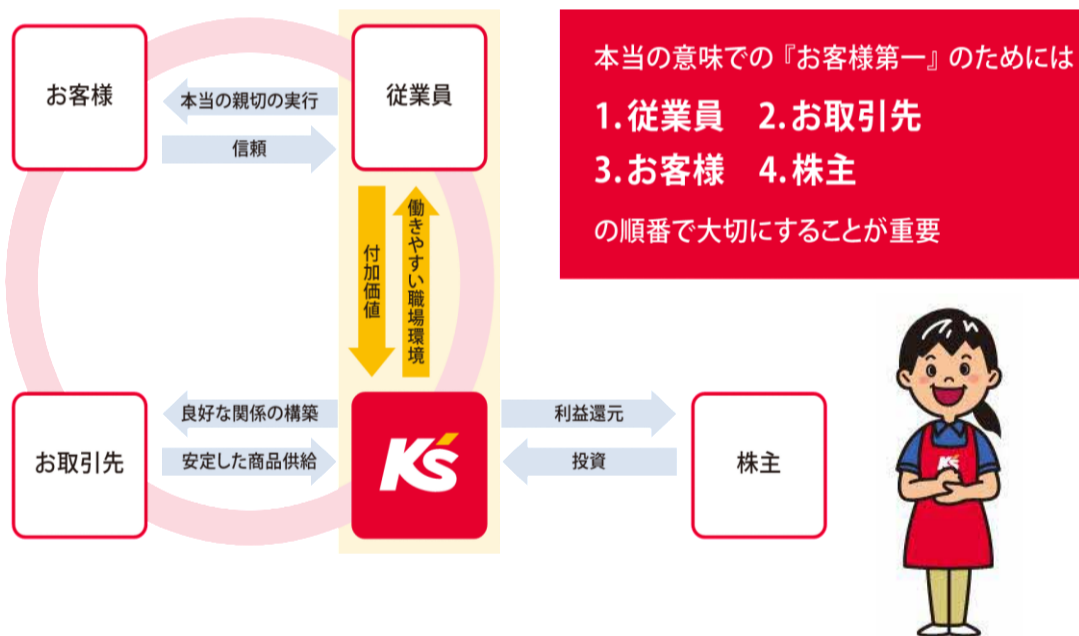 お客様
従業員
本当の親切の実行
信頼
付加価値
働きやすい職場環境
お取引先
良好な関係の構築
安定した商品供給
K's
利益還元
投資
株主
本当の意味での『お客様第一』のためには
1.従業員 2.お取引先
3.お客様 4.株主
の順番で大切にすることが重要
K's